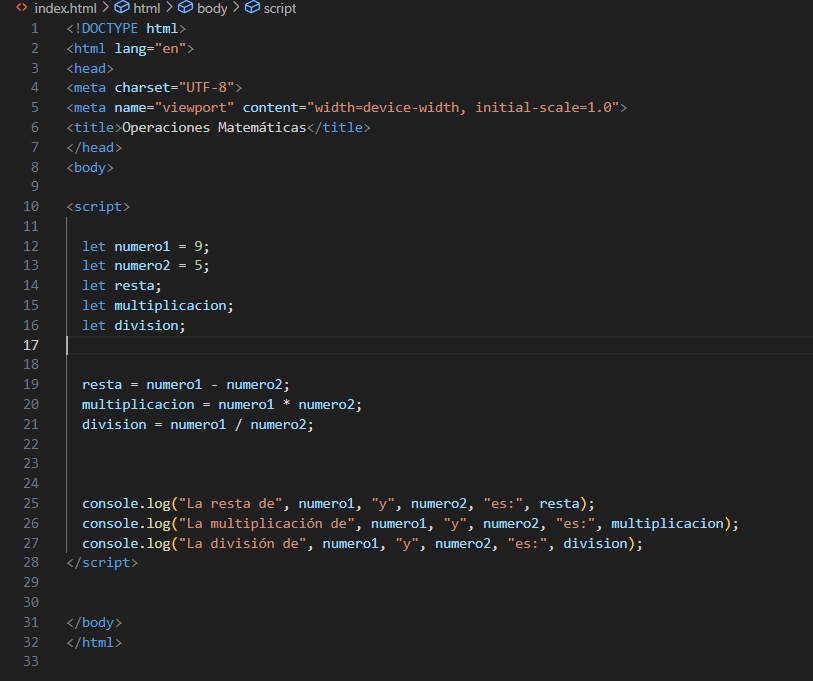 index.html > html > body > script
1 <!DOCTYPE html>
2 <html lang="en">
3 <head>
4 <meta charset="UTF-8">
5 <meta name="viewport" content="width=device-width, initial-scale=1.0">
6 <title>Operaciones Matemáticas</title>
7 </head>
8 <body>
9
10 <script>
11
12 let numero1 = 9;
13 let numero2 = 5;
14 let resta;
15 let multiplicacion;
16 let division;
17
18
19 resta = numero1 - numero2;
20 multiplicacion = numero1 * numero2;
21 division = numero1 / numero2;
22
23
24
25 console.log("La resta de", numero1, "y", numero2, "es:", resta);
26 console.log("La multiplicación de", numero1, "y", numero2, "es:", multiplicacion);
27 console.log("La división de", numero1, "y", numero2, "es:", division);
28 </script>
29
30
31 </body>
32 </html>
33